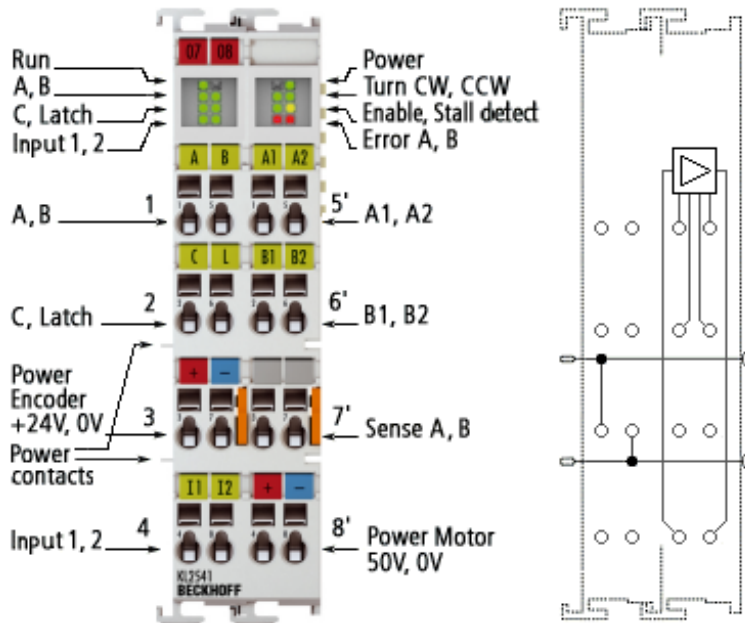 07 08
Run
A, B
C, Latch
Input 1, 2
Power
Turn CW, CCW
Enable, Stall detect
Error A, B
A B A1 A2
A, B 1
5' A1, A2
C L B1 B2
C, Latch 2
6' B1, B2
+ −
Power
Encoder
+24V, 0V 3
7' Sense A, B
Power
contacts
I1 I2 + −
Input 1, 2 4
8' Power Motor
50V, 0V
KL2541
BECKHOFF